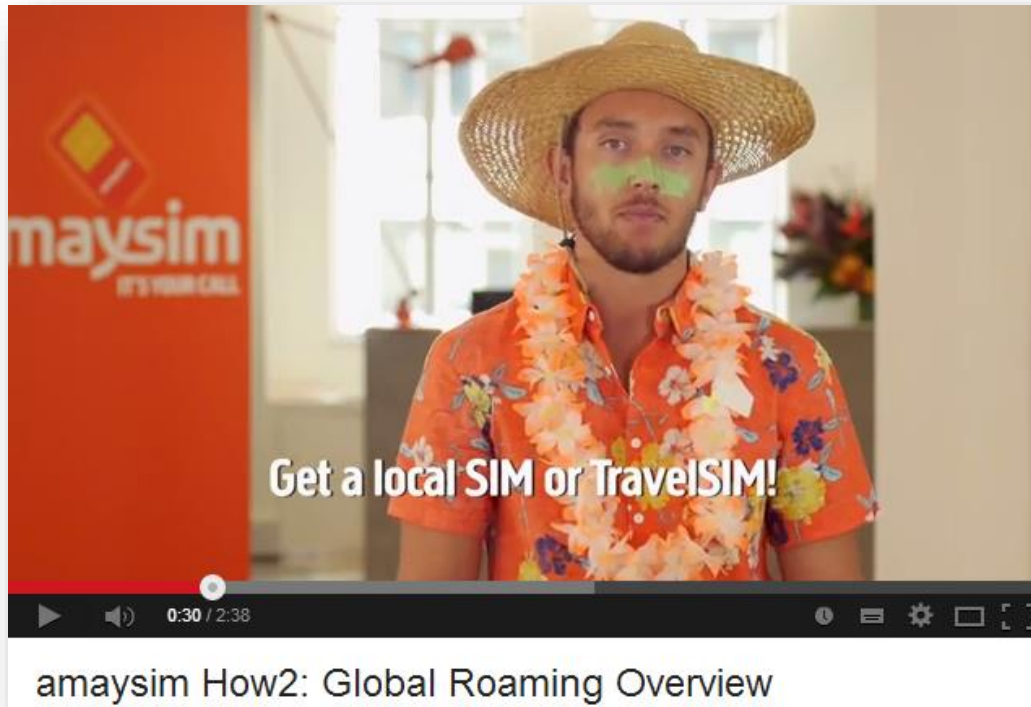 maysim
IT'S YOUR CALL
Get a local SIM or TravelSIM!
0:30 / 2:38
amaysim How2: Global Roaming Overview